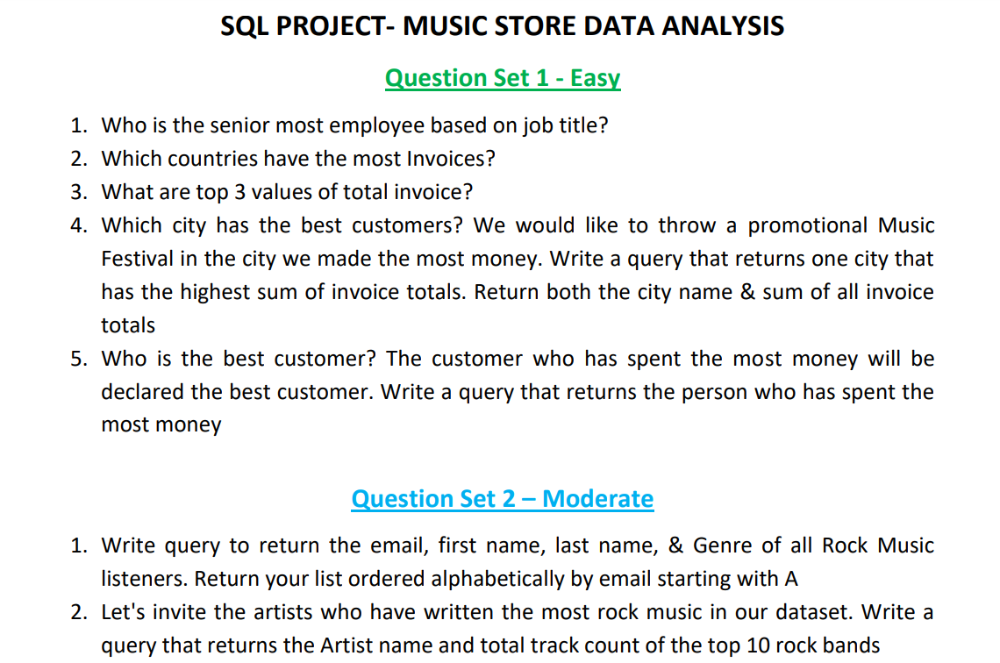 SQL PROJECT- MUSIC STORE DATA ANALYSIS
Question Set 1 - Easy
1. Who is the senior most employee based on job title?
2. Which countries have the most Invoices?
3. What are top 3 values of total invoice?
4. Which city has the best customers? We would like to throw a promotional Music
Festival in the city we made the most money. Write a query that returns one city that
has the highest sum of invoice totals. Return both the city name & sum of all invoice
totals
5. Who is the best customer? The customer who has spent the most money will be
declared the best customer. Write a query that returns the person who has spent the
most money
Question Set 2 – Moderate
1. Write query to return the email, first name, last name, & Genre of all Rock Music
listeners. Return your list ordered alphabetically by email starting with A
2. Let's invite the artists who have written the most rock music in our dataset. Write a
query that returns the Artist name and total track count of the top 10 rock bands